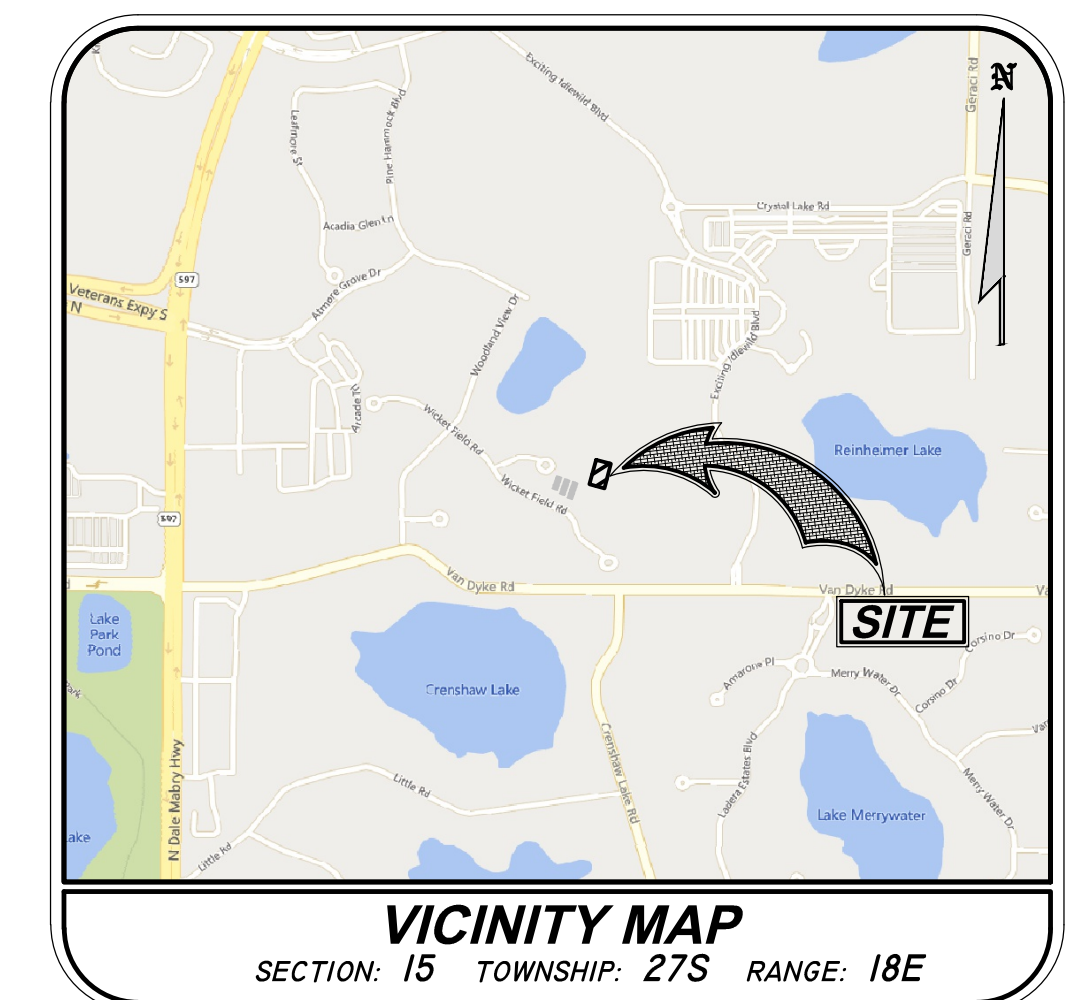 Exciting Idlewild Blvd
Geraci Rd
N
Leafmore St
Pine Hammock Blvd
Crystal Lake Rd
Acadia Glen Ln
Geraci Rd
597
Atmore Grove Dr
Veterans Expy S
N
Woodland View Dr
Exciting Idlewild Blvd
Wicket Field Rd
Reinheimer Lake
Wicket Field Rd
597
Van Dyke Rd
Van Dyke Rd
SITE
Lake
Park
Pond
Corsino Dr
Amarone Pl
Merry Water Dr
Corsino Dr
Park
Crenshaw Lake
Crenshaw Lake Rd
Ladera Estates Blvd
N Dale Mabry Hwy
Little Rd
Merry Water Dr
Lake Merrywater
Little Rd
VICINITY MAP
SECTION: 15 TOWNSHIP: 27S RANGE: 18E